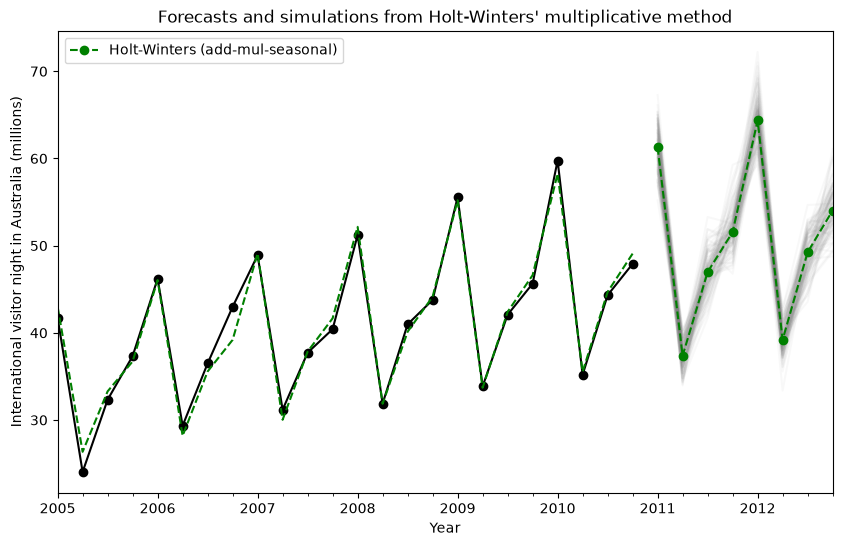 Forecasts and simulations from Holt-Winters' multiplicative method
Holt-Winters (add-mul-seasonal)
International visitor night in Australia (millions)
70
60
50
40
30
2005 2006 2007 2008 2009 2010 2011 2012
Year